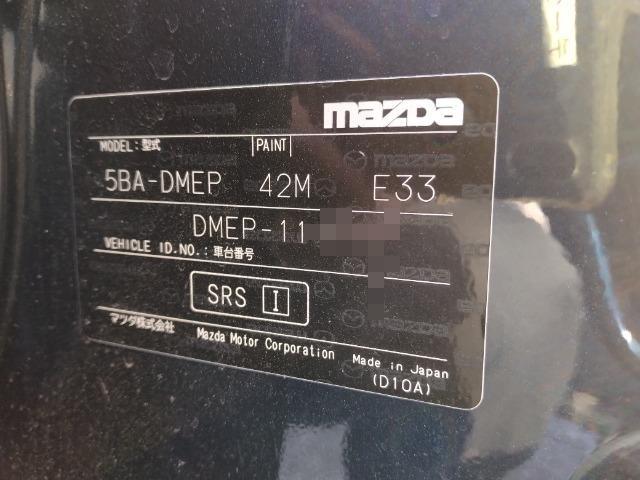 mazda
MODEL:型式 PAINT
5BA-DMEP 42M E33
DMEP-11
VEHICLE ID.NO.:車台番号
SRS I
マツダ株式会社 Mazda Motor Corporation Made in Japan
(D10A)